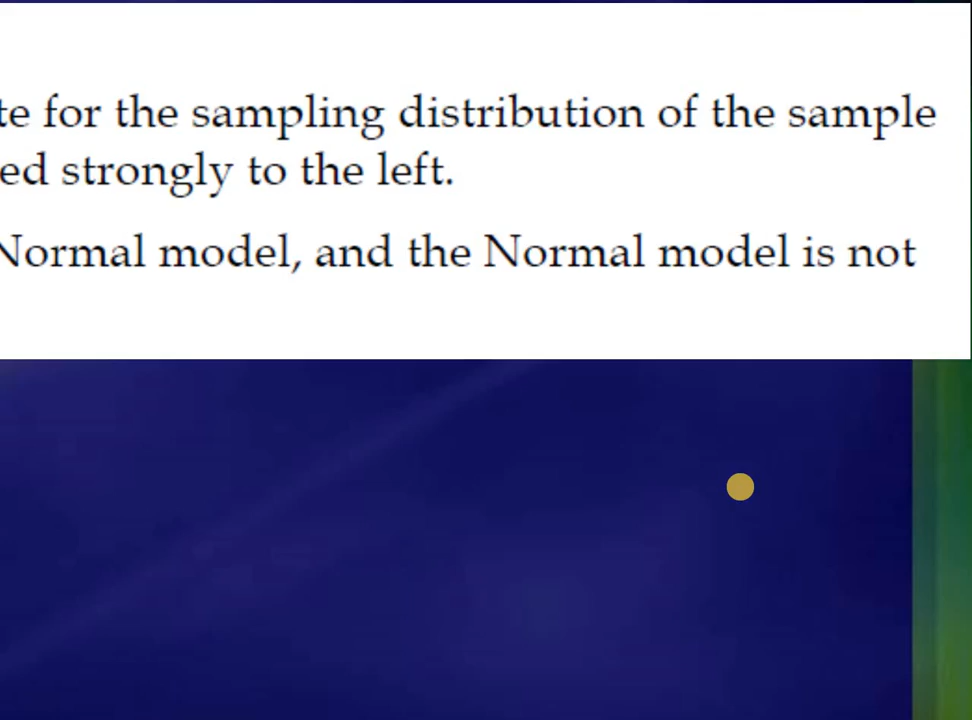 te for the sampling distribution of the sample
ed strongly to the left.
Normal model, and the Normal model is not